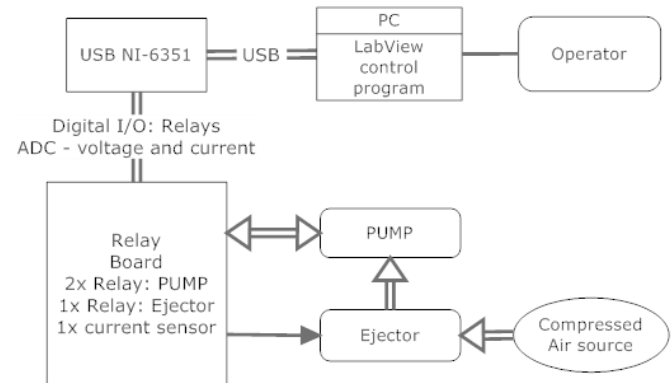 USB NI-6351
USB
PC
LabView
control
program
Operator
Digital I/O: Relays
ADC - voltage and current
Relay
Board
2x Relay: PUMP
1x Relay: Ejector
1x current sensor
PUMP
Ejector
Compressed
Air source